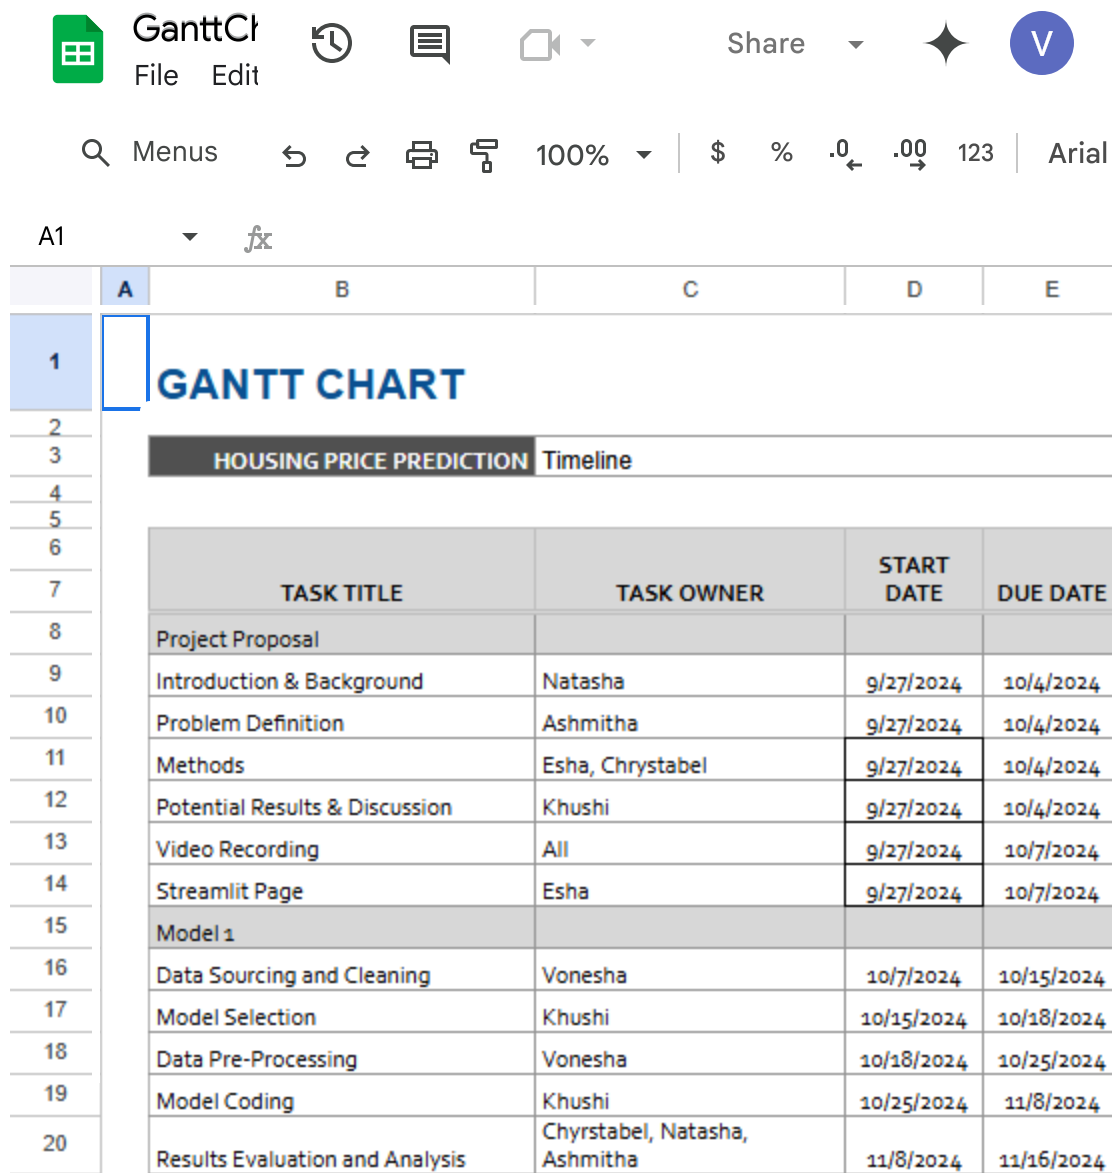 GanttCh
File Edit
Share
V
Menus
100%
$ % .0 .00 123 Arial
A1
fx
A B C D E
1 GANTT CHART
2
3 HOUSING PRICE PREDICTION Timeline
4
5
6
7 TASK TITLE TASK OWNER START DATE DUE DATE
8 Project Proposal
9 Introduction & Background Natasha 9/27/2024 10/4/2024
10 Problem Definition Ashmitha 9/27/2024 10/4/2024
11 Methods Esha, Chrystabel 9/27/2024 10/4/2024
12 Potential Results & Discussion Khushi 9/27/2024 10/4/2024
13 Video Recording All 9/27/2024 10/7/2024
14 Streamlit Page Esha 9/27/2024 10/7/2024
15 Model 1
16 Data Sourcing and Cleaning Vonesha 10/7/2024 10/15/2024
17 Model Selection Khushi 10/15/2024 10/18/2024
18 Data Pre-Processing Vonesha 10/18/2024 10/25/2024
19 Model Coding Khushi 10/25/2024 11/8/2024
20 Results Evaluation and Analysis Chyrstabel, Natasha, Ashmitha 11/8/2024 11/16/2024